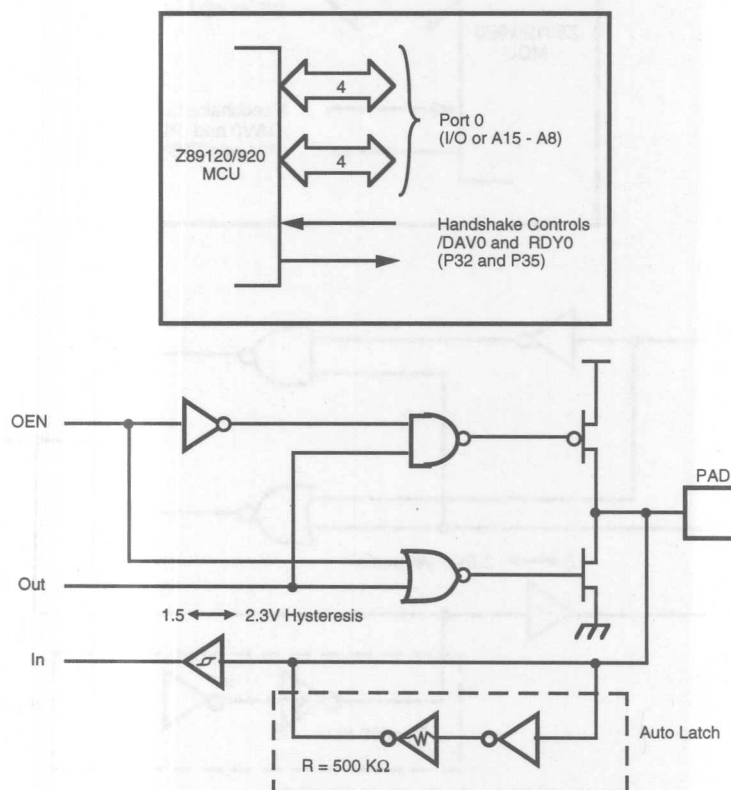 4
Port 0
(I/O or A15 - A8)
Z89120/920
MCU
4
Handshake Controls
/DAV0 and RDY0
(P32 and P35)
OEN
PAD
Out
1.5 2.3V Hysteresis
In
Auto Latch
R = 500 KΩ